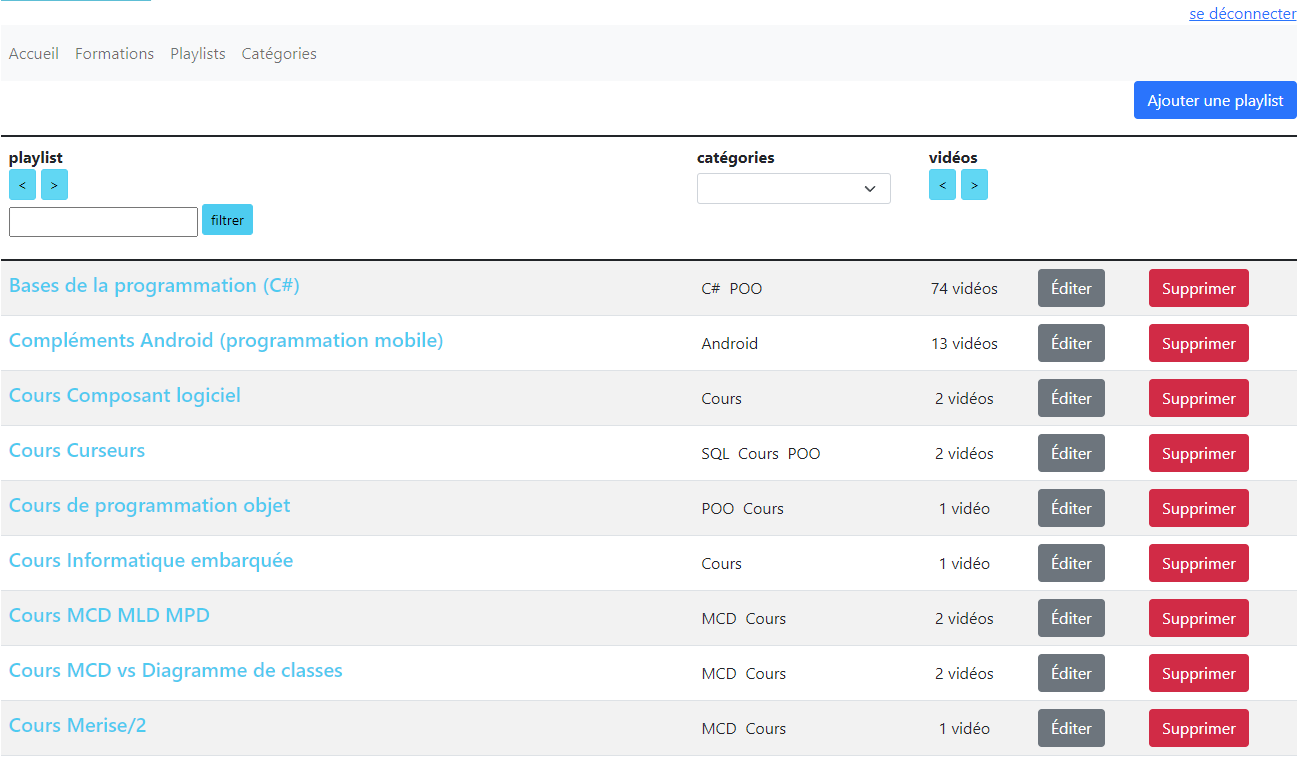 se déconnecter
Accueil Formations Playlists Catégories
Ajouter une playlist
playlist catégories vidéos
< > < >
filtrer
Bases de la programmation (C#) C# POO 74 vidéos Éditer Supprimer
Compléments Android (programmation mobile) Android 13 vidéos Éditer Supprimer
Cours Composant logiciel Cours 2 vidéos Éditer Supprimer
Cours Curseurs SQL Cours POO 2 vidéos Éditer Supprimer
Cours de programmation objet POO Cours 1 vidéo Éditer Supprimer
Cours Informatique embarquée Cours 1 vidéo Éditer Supprimer
Cours MCD MLD MPD MCD Cours 2 vidéos Éditer Supprimer
Cours MCD vs Diagramme de classes MCD Cours 2 vidéos Éditer Supprimer
Cours Merise/2 MCD Cours 1 vidéo Éditer Supprimer